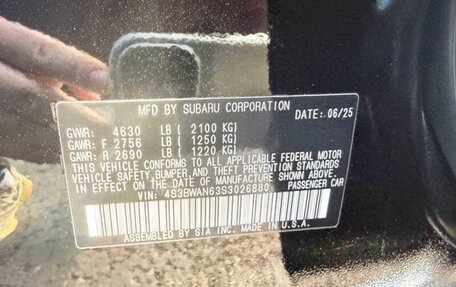 MFD BY SUBARU CORPORATION DATE: 06/25
GVWR: 4630 LB ( 2100 KG)
GAWR: F 2756 LB ( 1250 KG)
GAWR: R 2690 LB ( 1220 KG)
THIS VEHICLE CONFORMS TO ALL APPLICABLE FEDERAL MOTOR
VEHICLE SAFETY, BUMPER, AND THEFT PREVENTION STANDARDS
IN EFFECT ON THE DATE OF MANUFACTURE SHOWN ABOVE.
VIN: 4S3BWAN63S3026880 PASSENGER CAR
ASSEMBLED BY SIA INC. MADE IN U.S.A.